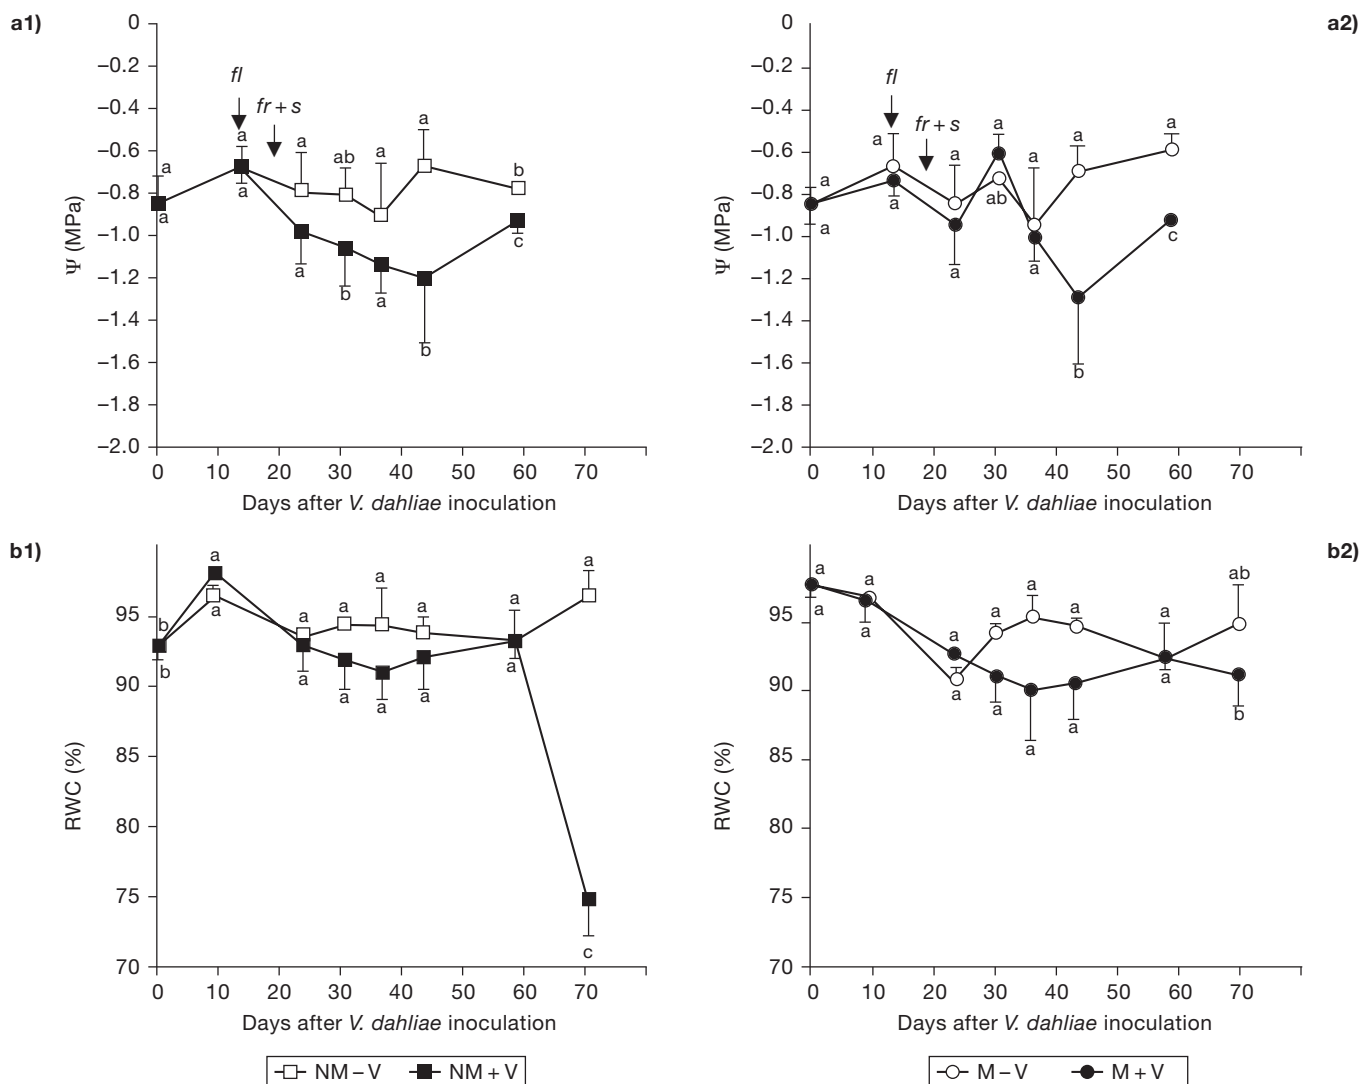 a1)
0
−0.2
−0.4
−0.6
−0.8
−1.0
−1.2
−1.4
−1.6
−1.8
−2.0
Ψ (MPa)
fl
fr + s
a
a
a
a
a
a
ab
b
a
a
a
b
b
c
0 10 20 30 40 50 60 70
Days after V. dahliae inoculation
a2)
0
−0.2
−0.4
−0.6
−0.8
−1.0
−1.2
−1.4
−1.6
−1.8
−2.0
Ψ (MPa)
fl
fr + s
a
a
a
a
a
a
a
ab
a
a
a
b
a
c
0 10 20 30 40 50 60 70
Days after V. dahliae inoculation
b1)
95
90
85
80
75
70
RWC (%)
b
b
a
a
a
a
a
a
a
a
a
a
a
a
a
c
0 10 20 30 40 50 60 70
Days after V. dahliae inoculation
NM − V NM + V
b2)
95
90
85
80
75
70
RWC (%)
a
a
a
a
a
a
a
a
a
a
a
a
a
a
ab
b
0 10 20 30 40 50 60 70
Days after V. dahliae inoculation
M − V M + V